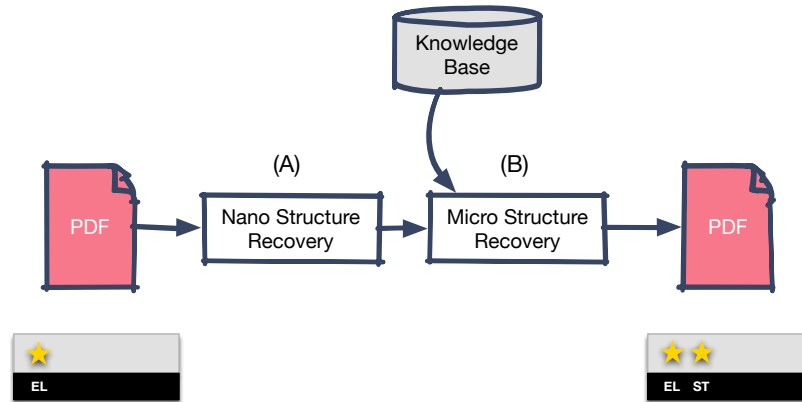 Knowledge
Base
(A)
(B)
PDF
Nano Structure
Recovery
Micro Structure
Recovery
PDF
EL
EL ST